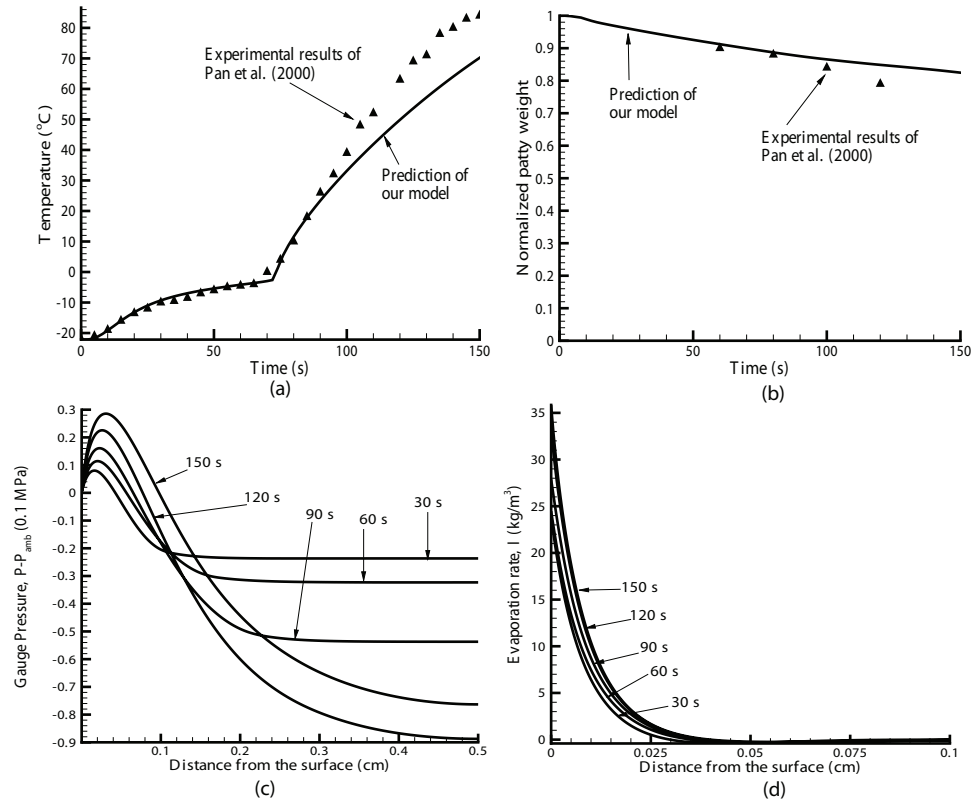 80
70
60
50
40
30
20
10
0
-10
-20
Temperature (°C)
Experimental results of
Pan et al. (2000)
Prediction of
our model
0
50
100
150
Time (s)
(a)
1
0.9
0.8
0.7
0.6
0.5
0.4
0.3
0.2
0.1
0
Normalized patty weight
Prediction of
our model
Experimental results of
Pan et al. (2000)
0
50
100
150
Time (s)
(b)
0.3
0.2
0.1
0
-0.1
-0.2
-0.3
-0.4
-0.5
-0.6
-0.7
-0.8
-0.9
Gauge Pressure, P-Pamb (0.1 MPa)
150 s
120 s
90 s
60 s
30 s
0.1
0.2
0.3
0.4
0.5
Distance from the surface (cm)
(c)
35
30
25
20
15
10
5
0
Evaporation rate, I (kg/m³)
150 s
120 s
90 s
60 s
30 s
0
0.025
0.05
0.075
0.1
Distance from the surface (cm)
(d)